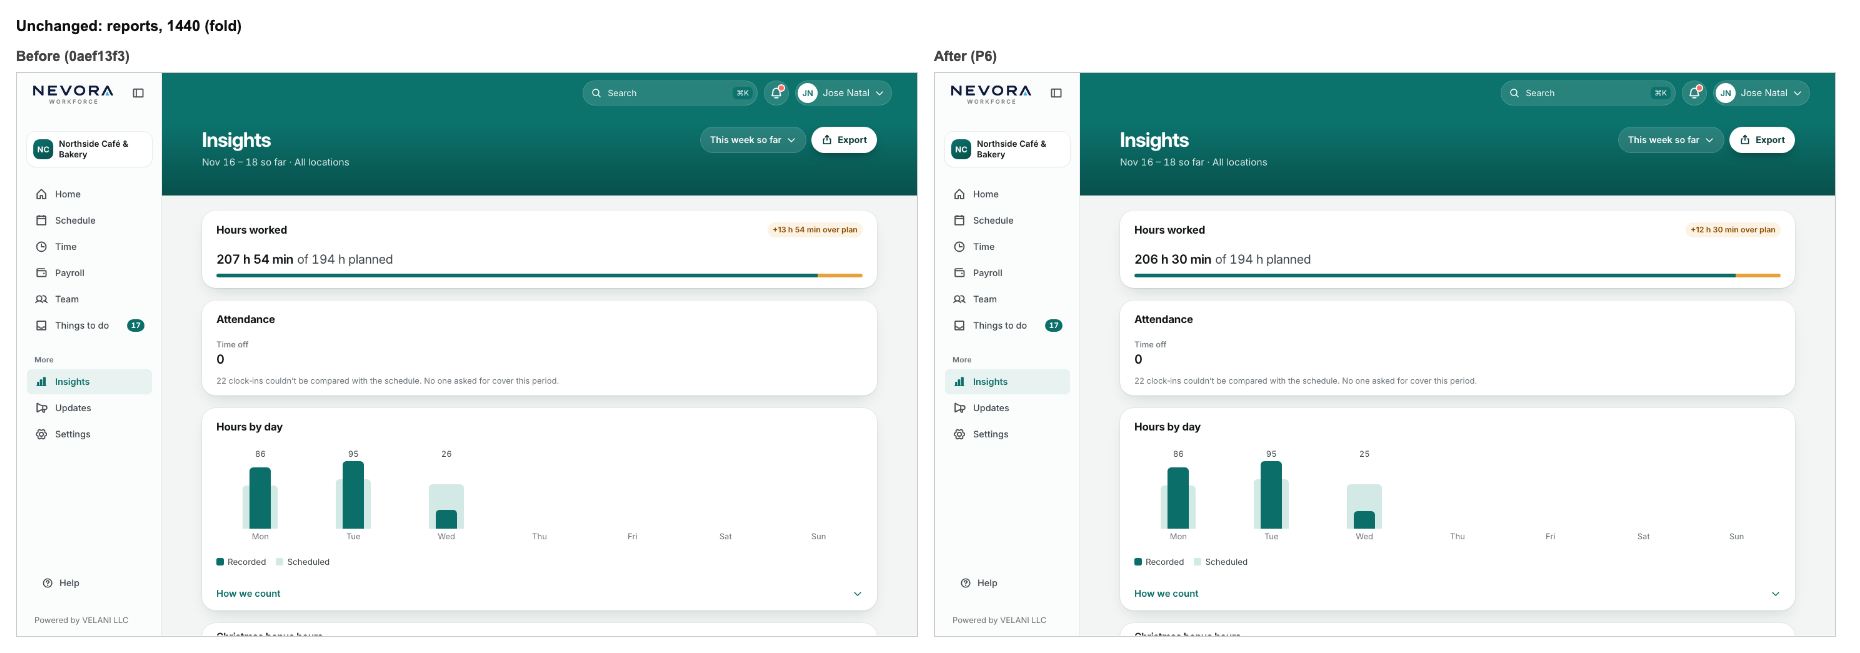 Unchanged: reports, 1440 (fold)
Before (0aef13f3)
NEVORA
WORKFORCE
Search
⌘K
JN
Jose Natal
NC
Northside Café &
Bakery
Insights
Nov 16 – 18 so far · All locations
This week so far
Export
Home
Schedule
Time
Payroll
Team
Things to do
17
More
Insights
Updates
Settings
Help
Powered by VELANI LLC
Hours worked
+13 h 54 min over plan
207 h 54 min of 194 h planned
Attendance
Time off
0
22 clock-ins couldn't be compared with the schedule. No one asked for cover this period.
Hours by day
86
95
26
Mon
Tue
Wed
Thu
Fri
Sat
Sun
Recorded
Scheduled
How we count
Christmas bonus hours
After (P6)
NEVORA
WORKFORCE
Search
⌘K
JN
Jose Natal
NC
Northside Café &
Bakery
Insights
Nov 16 – 18 so far · All locations
This week so far
Export
Home
Schedule
Time
Payroll
Team
Things to do
17
More
Insights
Updates
Settings
Help
Powered by VELANI LLC
Hours worked
+12 h 30 min over plan
206 h 30 min of 194 h planned
Attendance
Time off
0
22 clock-ins couldn't be compared with the schedule. No one asked for cover this period.
Hours by day
86
95
25
Mon
Tue
Wed
Thu
Fri
Sat
Sun
Recorded
Scheduled
How we count
Christmas bonus hours